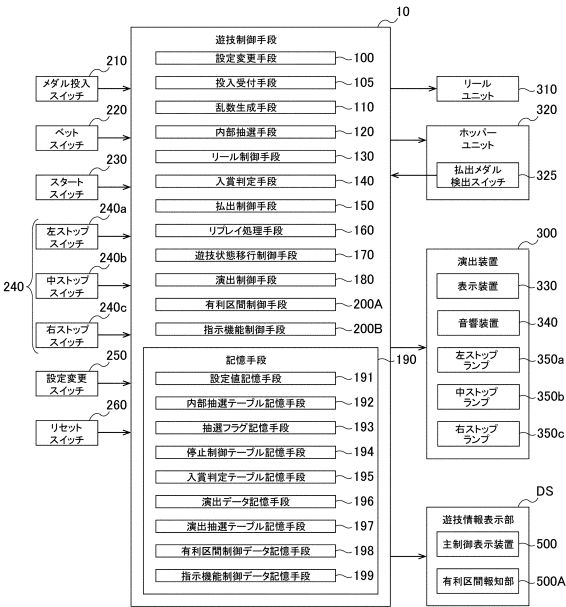 10
遊技制御手段
設定変更手段 100
投入受付手段 105
乱数生成手段 110
内部抽選手段 120
リール制御手段 130
入賞判定手段 140
払出制御手段 150
リプレイ処理手段 160
遊技状態移行制御手段 170
演出制御手段 180
有利区間制御手段 200A
指示機能制御手段 200B
記憶手段 190
設定値記憶手段 191
内部抽選テーブル記憶手段 192
抽選フラグ記憶手段 193
停止制御テーブル記憶手段 194
入賞判定テーブル記憶手段 195
演出データ記憶手段 196
演出抽選テーブル記憶手段 197
有利区間制御データ記憶手段 198
指示機能制御データ記憶手段 199
210
メダル投入
スイッチ
220
ベット
スイッチ
230
スタート
スイッチ
240
240a
左ストップ
スイッチ
240b
中ストップ
スイッチ
240c
右ストップ
スイッチ
250
設定変更
スイッチ
260
リセット
スイッチ
リール
ユニット 310
320
ホッパー
ユニット
払出メダル
検出スイッチ 325
300
演出装置
表示装置 330
音響装置 340
左ストップ
ランプ 350a
中ストップ
ランプ 350b
右ストップ
ランプ 350c
DS
遊技情報表示部
主制御表示装置 500
有利区間報知部 500A